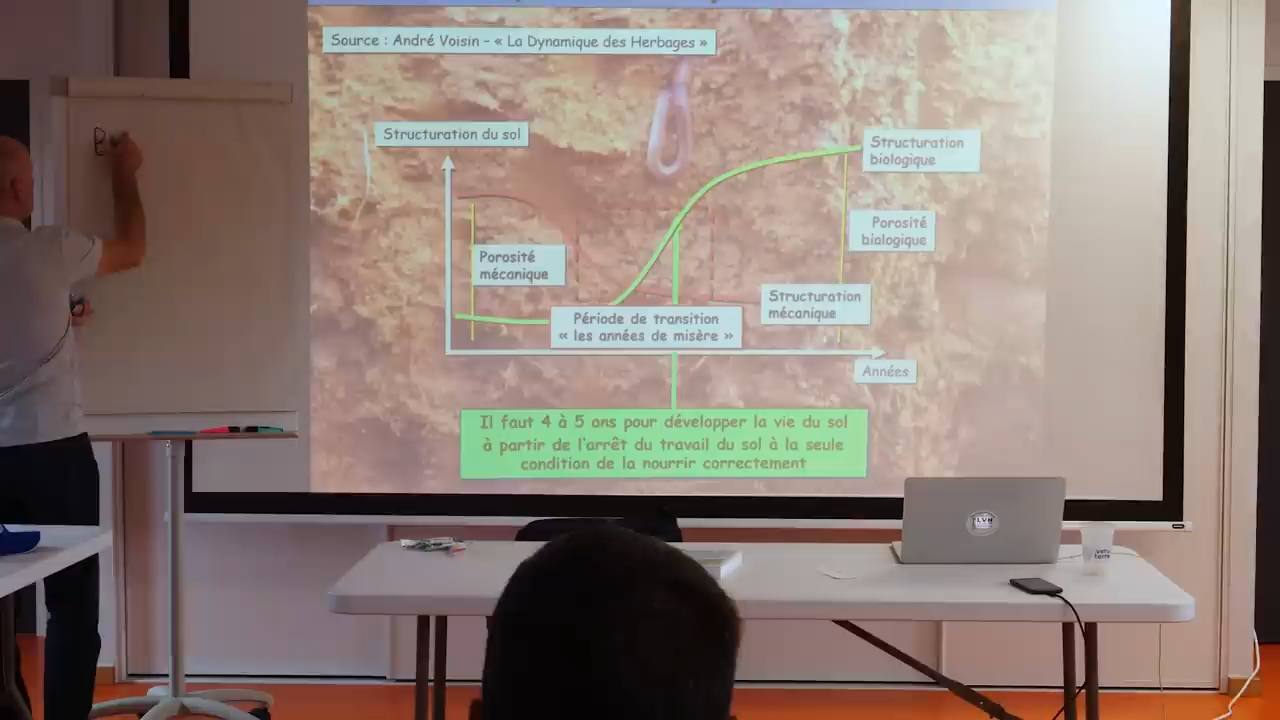 Source : André Voisin – « La Dynamique des Herbages »
Structuration du sol
Structuration
biologique
Porosité
biologique
Porosité
mécanique
Structuration
mécanique
Période de transition
« les années de misère »
Années
Il faut 4 à 5 ans pour développer la vie du sol
à partir de l'arrêt du travail du sol à la seule
condition de la nourrir correctement
LVH